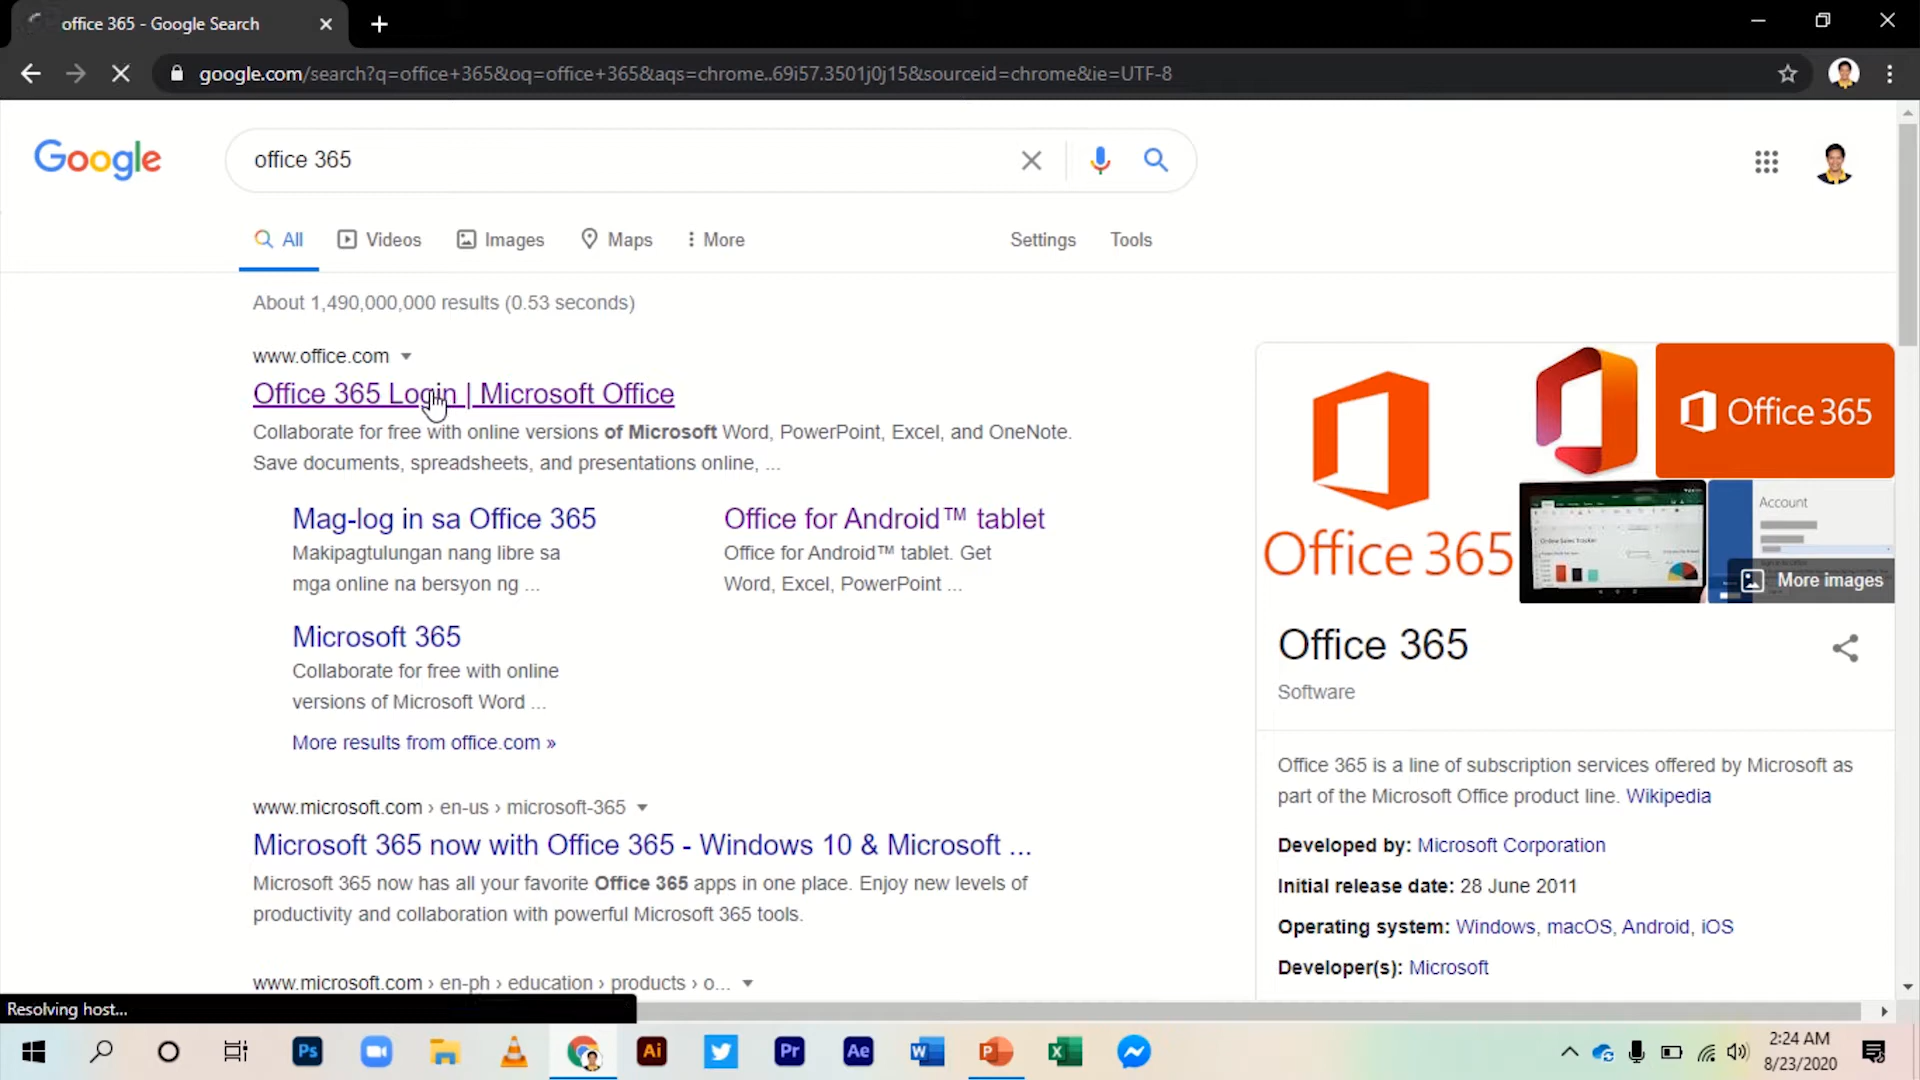 office 365 - Google Search
google.com/search?q=office+365&oq=office+365&aqs=chrome..69i57.3501j0j15&sourceid=chrome&ie=UTF-8
Google
office 365
All
Videos
Images
Maps
More
Settings
Tools
About 1,490,000,000 results (0.53 seconds)
www.office.com
Office 365 Login | Microsoft Office
Collaborate for free with online versions of Microsoft Word, PowerPoint, Excel, and OneNote.
Save documents, spreadsheets, and presentations online, ...
Mag-log in sa Office 365
Makipagtulungan nang libre sa
mga online na bersyon ng ...
Office for Android™ tablet
Office for Android™ tablet. Get
Word, Excel, PowerPoint ...
Microsoft 365
Collaborate for free with online
versions of Microsoft Word ...
More results from office.com »
www.microsoft.com › en-us › microsoft-365
Microsoft 365 now with Office 365 - Windows 10 & Microsoft ...
Microsoft 365 now has all your favorite Office 365 apps in one place. Enjoy new levels of
productivity and collaboration with powerful Microsoft 365 tools.
www.microsoft.com › en-ph › education › products › o...
Office 365
Office 365
Account
More images
Office 365
Software
Office 365 is a line of subscription services offered by Microsoft as
part of the Microsoft Office product line. Wikipedia
Developed by: Microsoft Corporation
Initial release date: 28 June 2011
Operating system: Windows, macOS, Android, iOS
Developer(s): Microsoft
Resolving host...
Ps
Ai
Pr
Ae
W
P
X
2:24 AM
8/23/2020